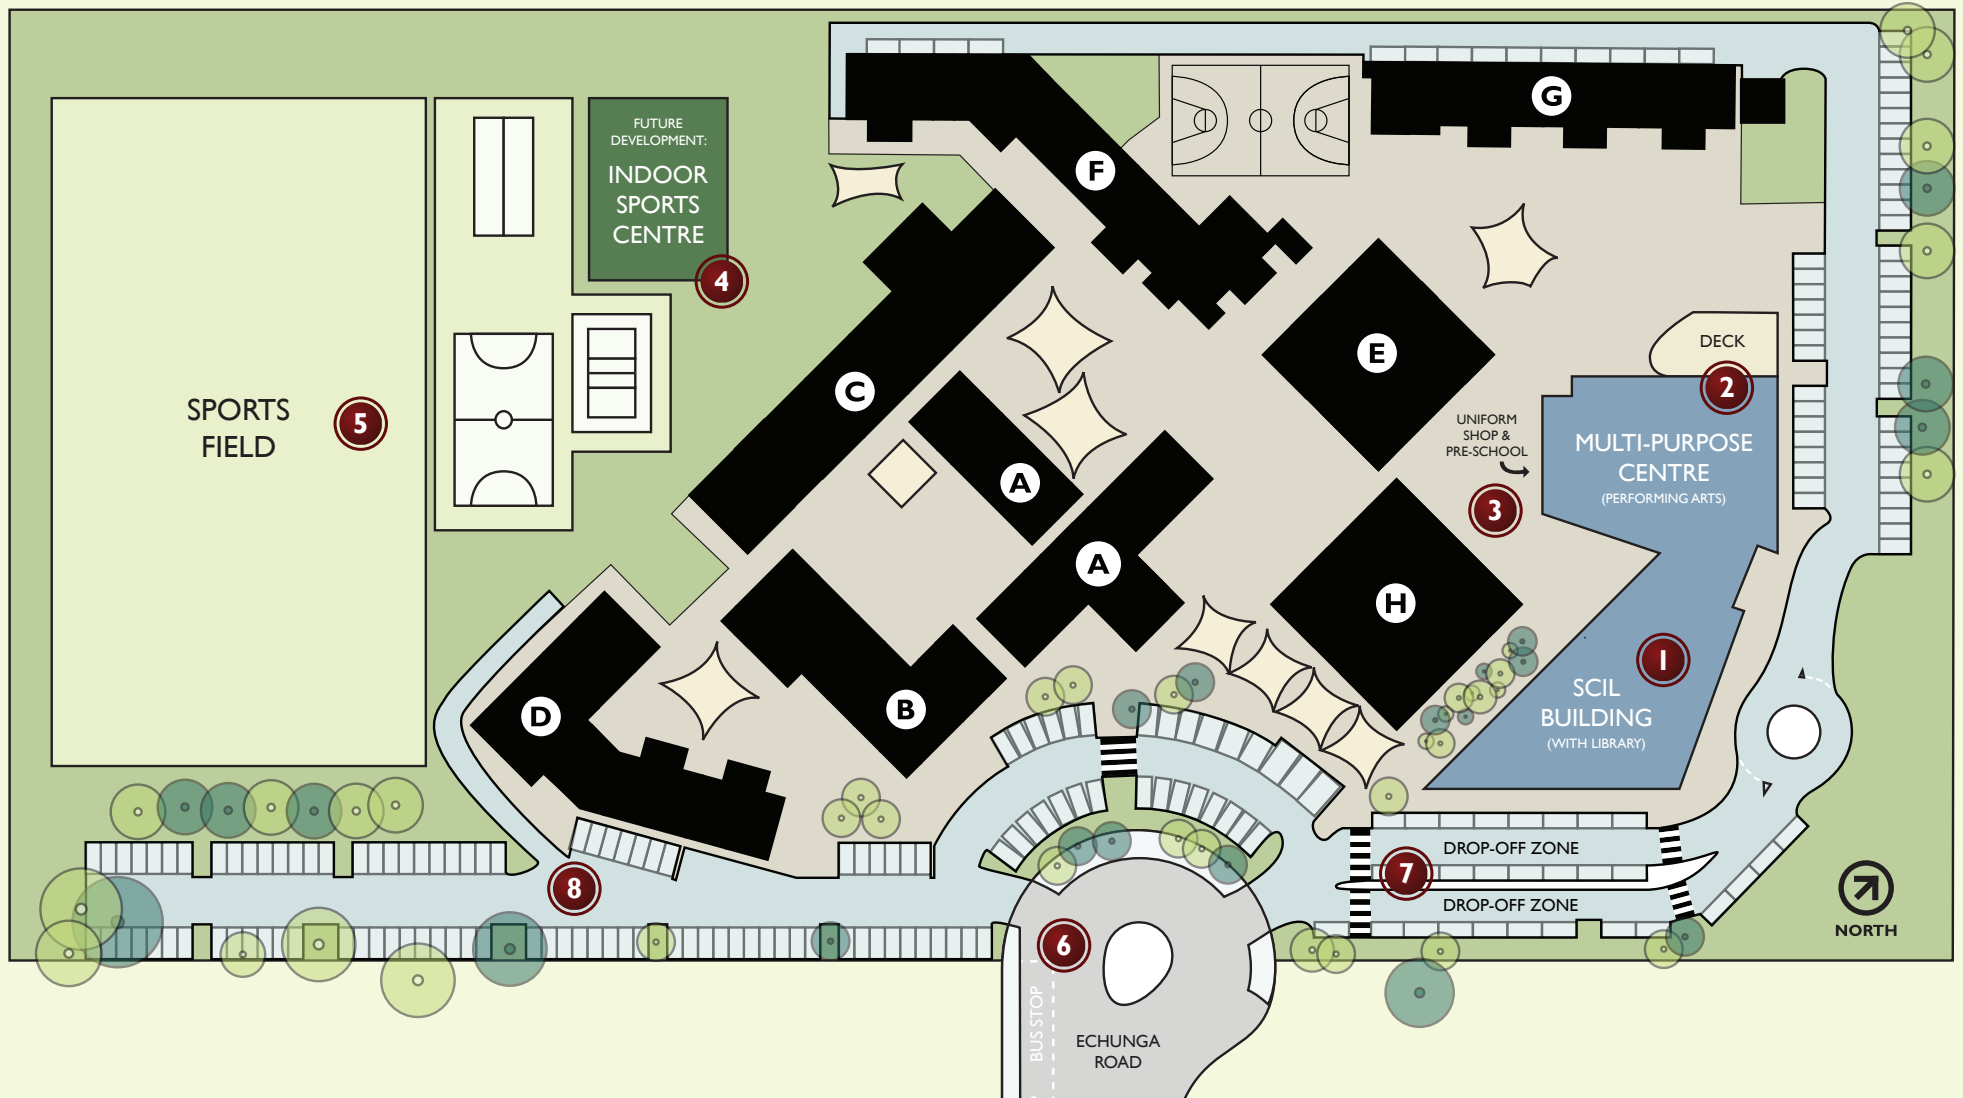 FUTURE
DEVELOPMENT:
INDOOR
SPORTS
CENTRE
4
SPORTS
FIELD
5
G
F
C
E
A
A
H
D
B
DECK
2
UNIFORM
SHOP &
PRE-SCHOOL
3
MULTI-PURPOSE
CENTRE
(PERFORMING ARTS)
1
SCIL
BUILDING
(WITH LIBRARY)
DROP-OFF ZONE
7
DROP-OFF ZONE
8
6
BUS STOP
ECHUNGA
ROAD
NORTH